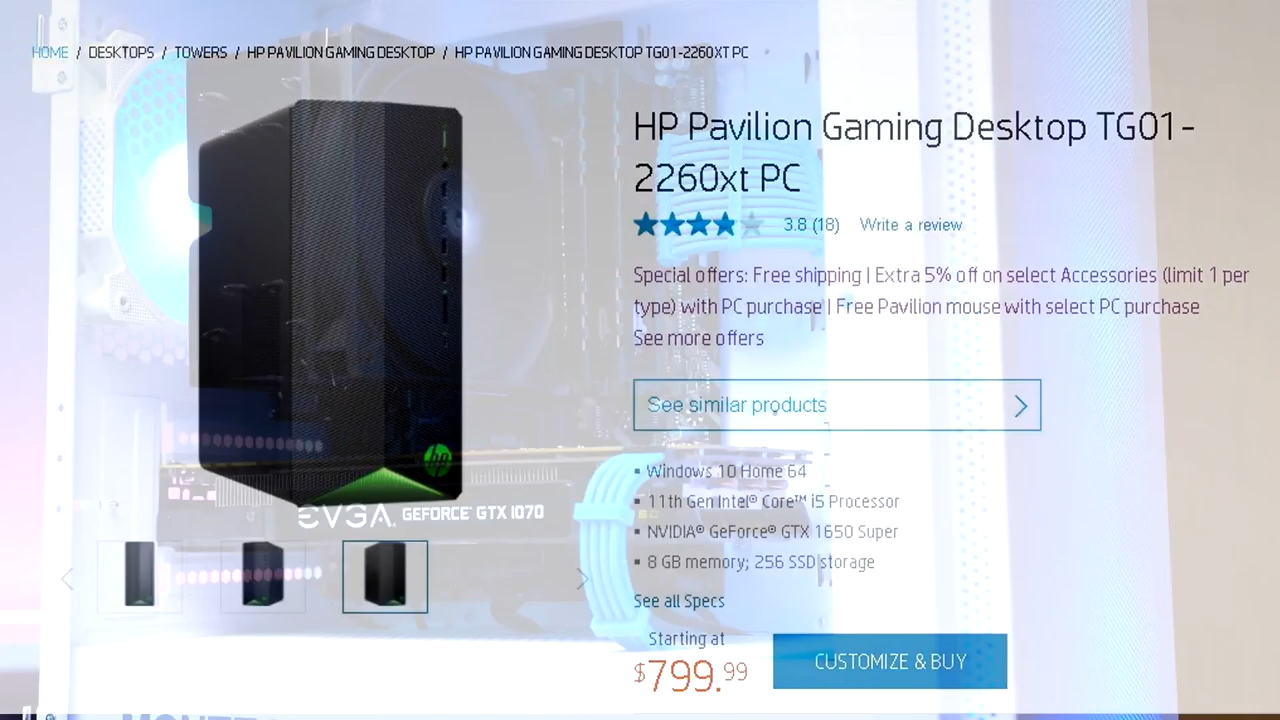 HOME / DESKTOPS / TOWERS / HP PAVILION GAMING DESKTOP / HP PAVILION GAMING DESKTOP TG01-2260XT PC
HP Pavilion Gaming Desktop TG01-
2260xt PC
3.8 (18) Write a review
Special offers: Free shipping | Extra 5% off on select Accessories (limit 1 per
type) with PC purchase | Free Pavilion mouse with select PC purchase
See more offers
See similar products
hp
▪ Windows 10 Home 64
▪ 11th Gen Intel® Core™ i5 Processor
EVGA. GEFORCE® GTX 1070
▪ NVIDIA® GeForce® GTX 1650 Super
▪ 8 GB memory; 256 SSD storage
See all Specs
Starting at
$799.99
CUSTOMIZE & BUY